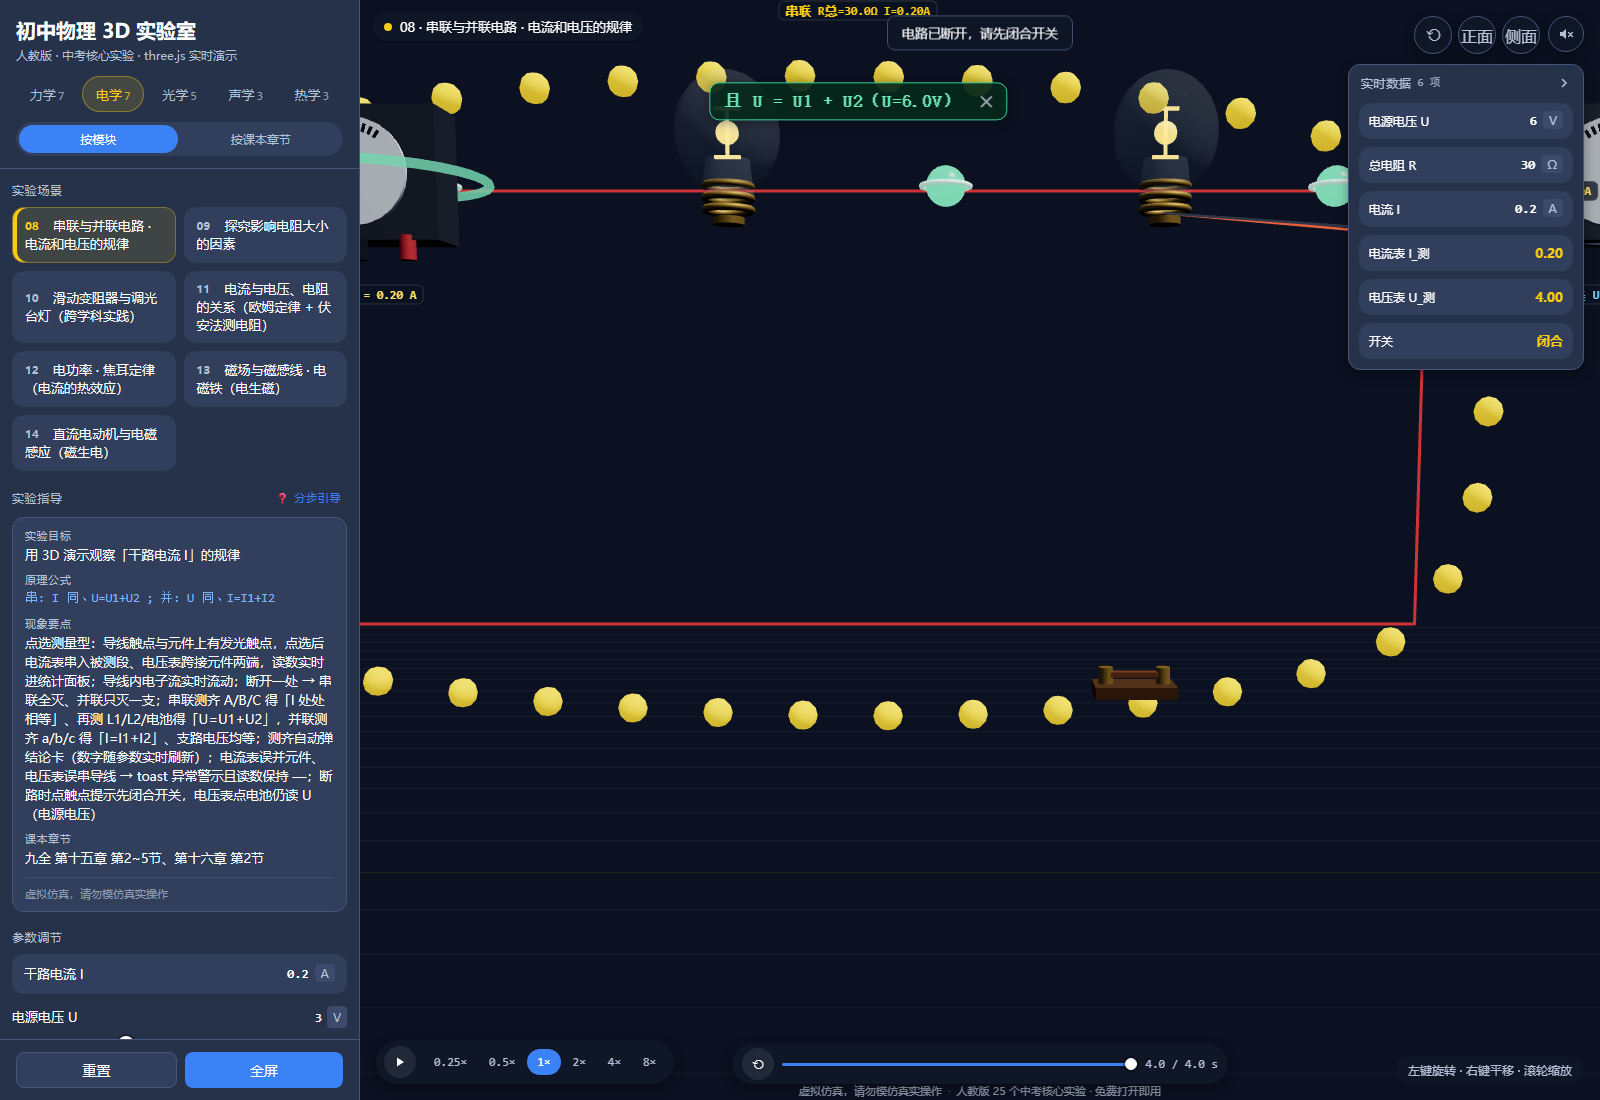 初中物理 3D 实验室
人教版 · 中考核心实验 · three.js 实时演示
力学 7
电学 7
光学 5
声学 3
热学 3
按模块
按课本章节
实验场景
08 串联与并联电路 · 电流和电压的规律
09 探究影响电阻大小的因素
10 滑动变阻器与调光台灯（跨学科实践）
11 电流与电压、电阻的关系（欧姆定律 + 伏安法测电阻）
12 电功率 · 焦耳定律（电流的热效应）
13 磁场与磁感线 · 电磁铁（电生磁）
14 直流电动机与电磁感应（磁生电）
实验指导
❓ 分步引导
实验目标
用 3D 演示观察「干路电流 I」的规律
原理公式
串: I 同、U=U1+U2 ; 并: U 同、I=I1+I2
现象要点
点选测量型：导线触点与元件上有发光触点，点选后
电流表串入被测段、电压表跨接元件两端，读数实时
进统计面板；导线内电子流实时流动；断开一处 → 串
联全灭、并联只灭一支；串联测齐 A/B/C 得「I 处处
相等」、再测 L1/L2/电池得「U=U1+U2」，并联测
齐 a/b/c 得「I=I1+I2」、支路电压均等；测齐自动弹
结论卡（数字随参数实时刷新）；电流表误并元件、
电压表误串导线 → toast 异常警示且读数保持 —；断
路时点触点提示先闭合开关，电压表点电池仍读 U
（电源电压）
课本章节
九全 第十五章 第2~5节、第十六章 第2节
虚拟仿真，请勿模仿真实操作
参数调节
干路电流 I 0.2 A
电源电压 U 3 V
重置
全屏
08 · 串联与并联电路 · 电流和电压的规律
串联 R总=30.0Ω I=0.20A
电路已断开，请先闭合开关
且 U = U1 + U2（U=6.0V）
= 0.20 A
正面
侧面
实时数据 6 项
电源电压 U 6 V
总电阻 R 30 Ω
电流 I 0.2 A
电流表 I_测 0.20
电压表 U_测 4.00
开关 闭合
A
U
0.25×
0.5×
1×
2×
4×
8×
4.0 / 4.0 s
左键旋转 · 右键平移 · 滚轮缩放
虚拟仿真，请勿模仿真实操作 · 人教版 25 个中考核心实验 · 免费打开即用